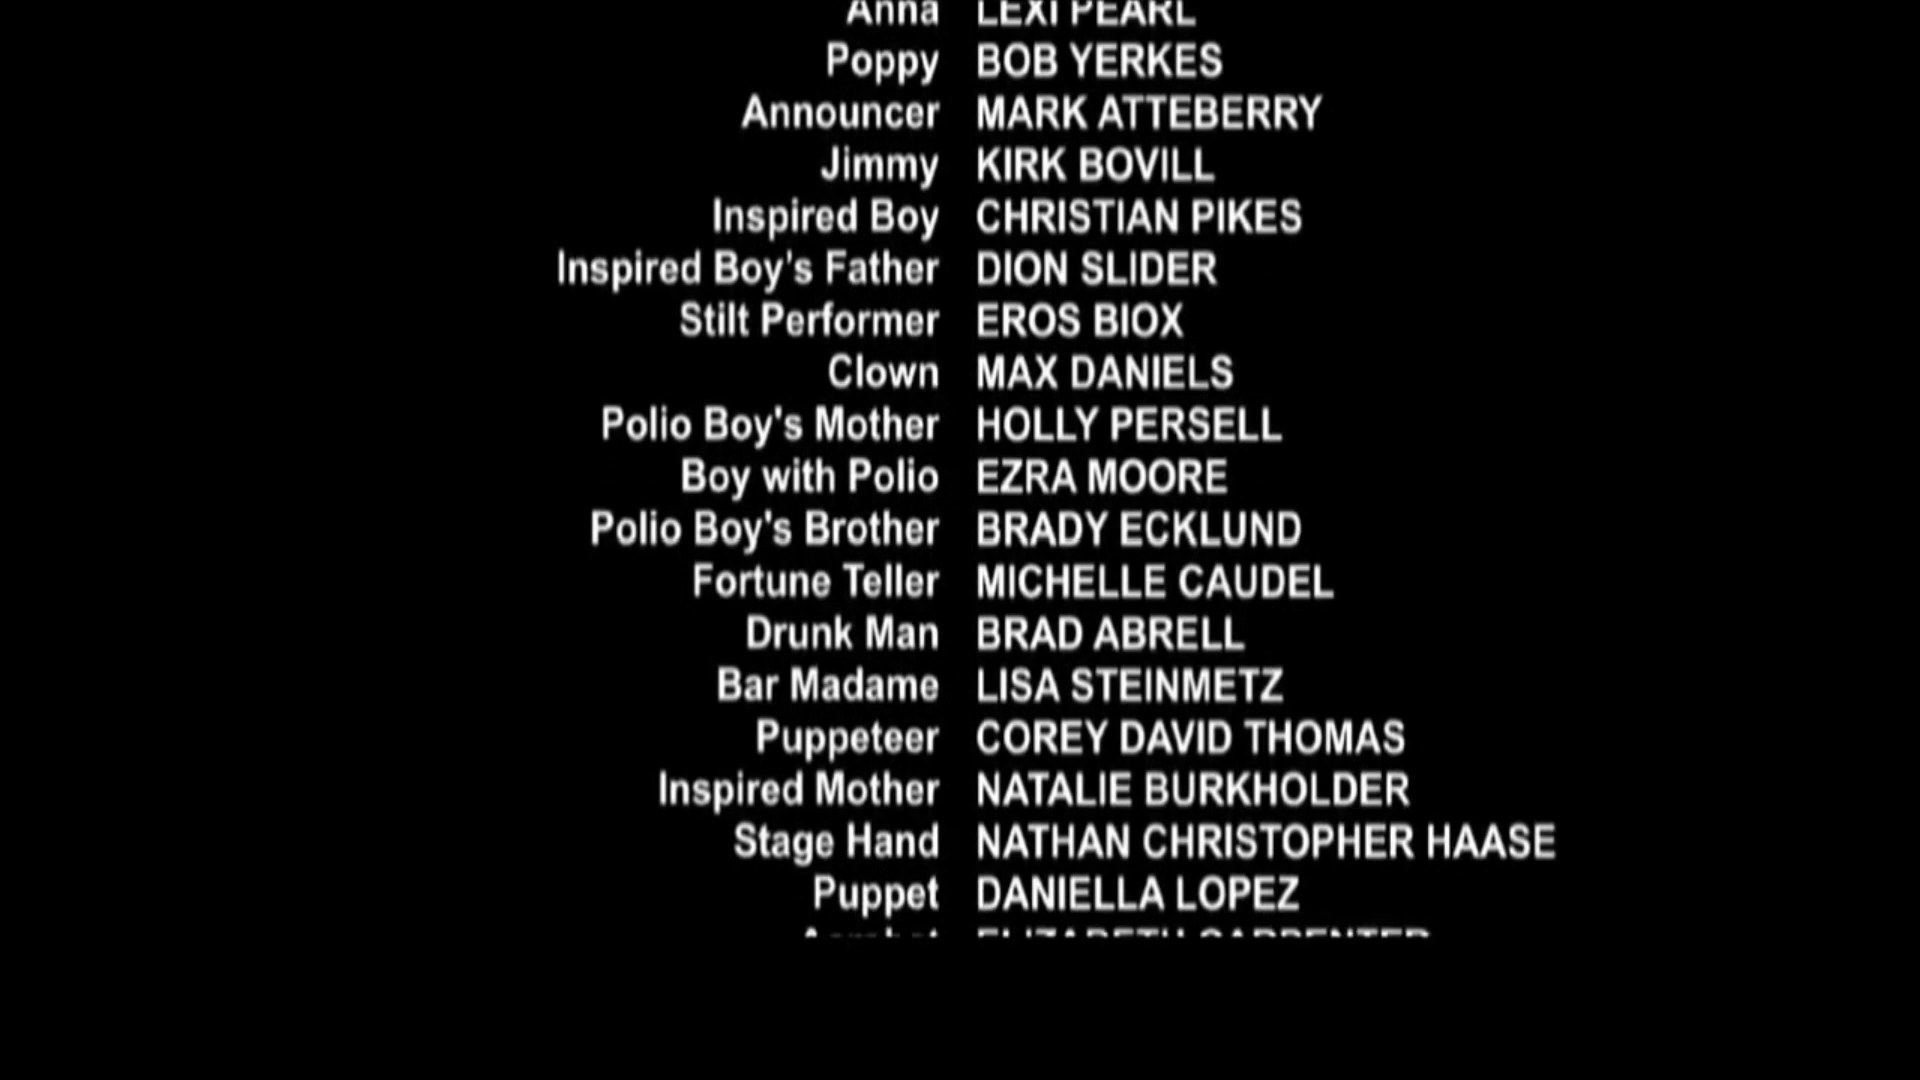 Anna LEXI PEARL
Poppy BOB YERKES
Announcer MARK ATTEBERRY
Jimmy KIRK BOVILL
Inspired Boy CHRISTIAN PIKES
Inspired Boy's Father DION SLIDER
Stilt Performer EROS BIOX
Clown MAX DANIELS
Polio Boy's Mother HOLLY PERSELL
Boy with Polio EZRA MOORE
Polio Boy's Brother BRADY ECKLUND
Fortune Teller MICHELLE CAUDEL
Drunk Man BRAD ABRELL
Bar Madame LISA STEINMETZ
Puppeteer COREY DAVID THOMAS
Inspired Mother NATALIE BURKHOLDER
Stage Hand NATHAN CHRISTOPHER HAASE
Puppet DANIELLA LOPEZ